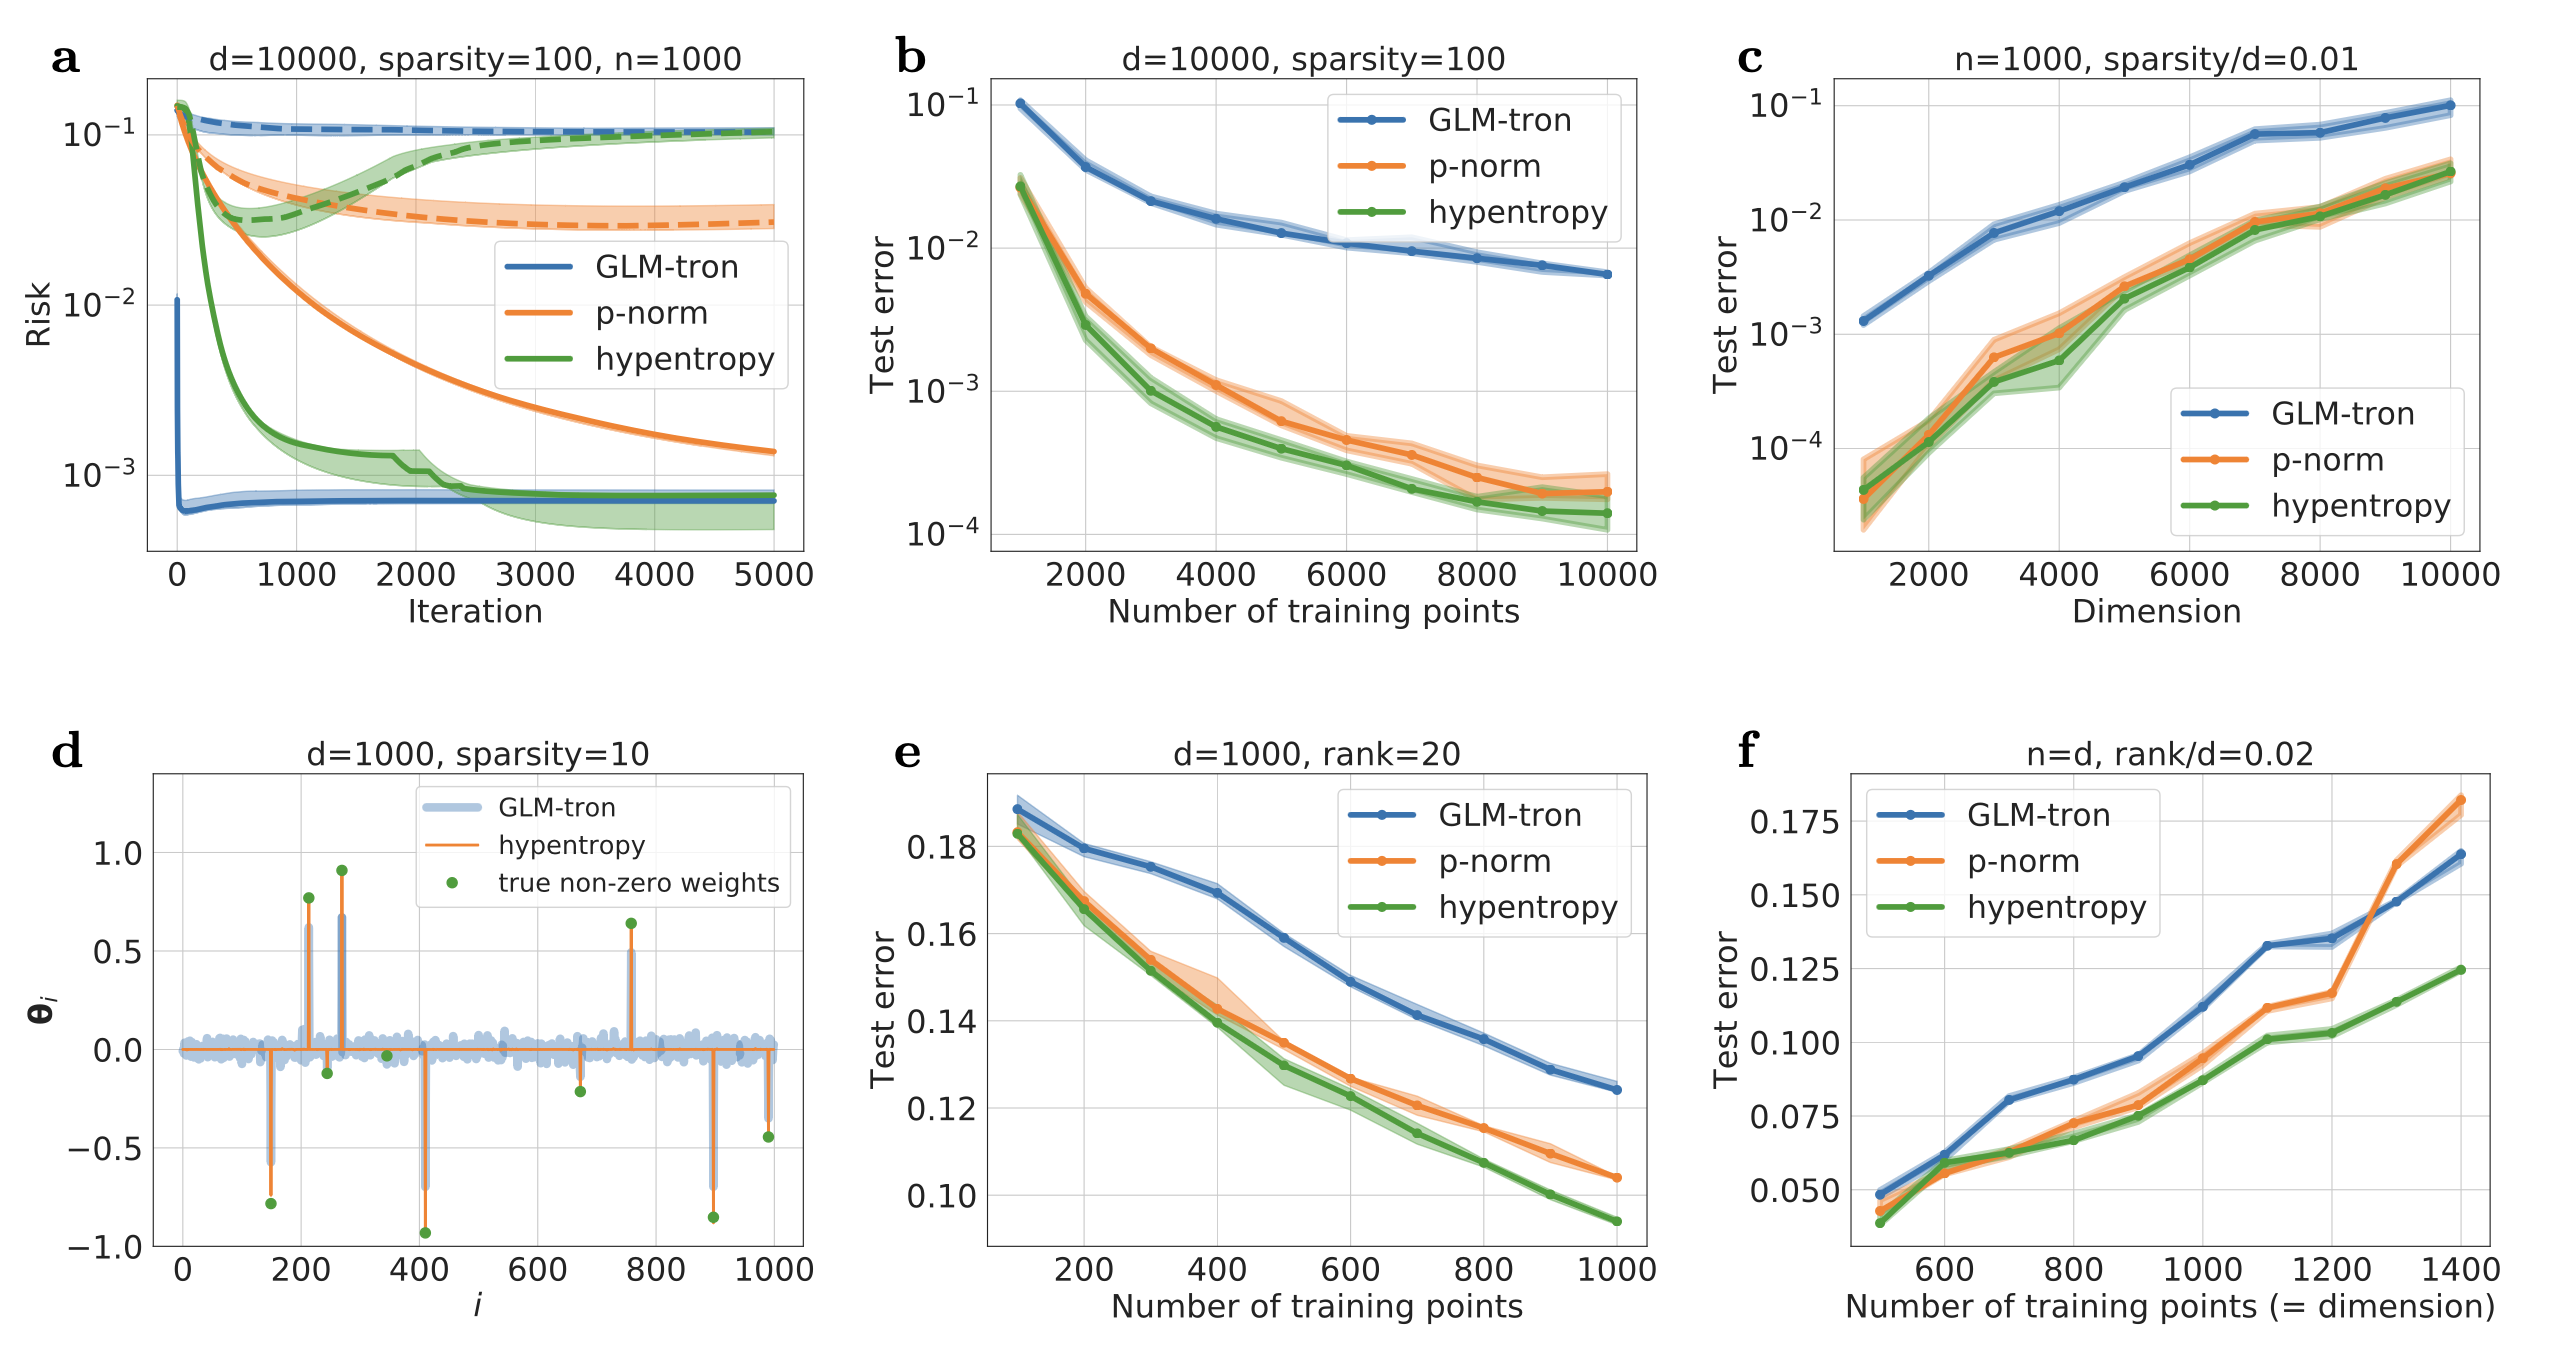 a
d=10000, sparsity=100, n=1000
Risk
10⁻¹
10⁻²
10⁻³
GLM-tron
p-norm
hypentropy
0 1000 2000 3000 4000 5000
Iteration
b
d=10000, sparsity=100
Test error
10⁻¹
10⁻²
10⁻³
10⁻⁴
GLM-tron
p-norm
hypentropy
2000 4000 6000 8000 10000
Number of training points
c
n=1000, sparsity/d=0.01
Test error
10⁻¹
10⁻²
10⁻³
10⁻⁴
GLM-tron
p-norm
hypentropy
2000 4000 6000 8000 10000
Dimension
d
d=1000, sparsity=10
θᵢ
1.0
0.5
0.0
−0.5
−1.0
GLM-tron
hypentropy
true non-zero weights
0 200 400 600 800 1000
i
e
d=1000, rank=20
Test error
0.18
0.16
0.14
0.12
0.10
GLM-tron
p-norm
hypentropy
200 400 600 800 1000
Number of training points
f
n=d, rank/d=0.02
Test error
0.175
0.150
0.125
0.100
0.075
0.050
GLM-tron
p-norm
hypentropy
600 800 1000 1200 1400
Number of training points (= dimension)